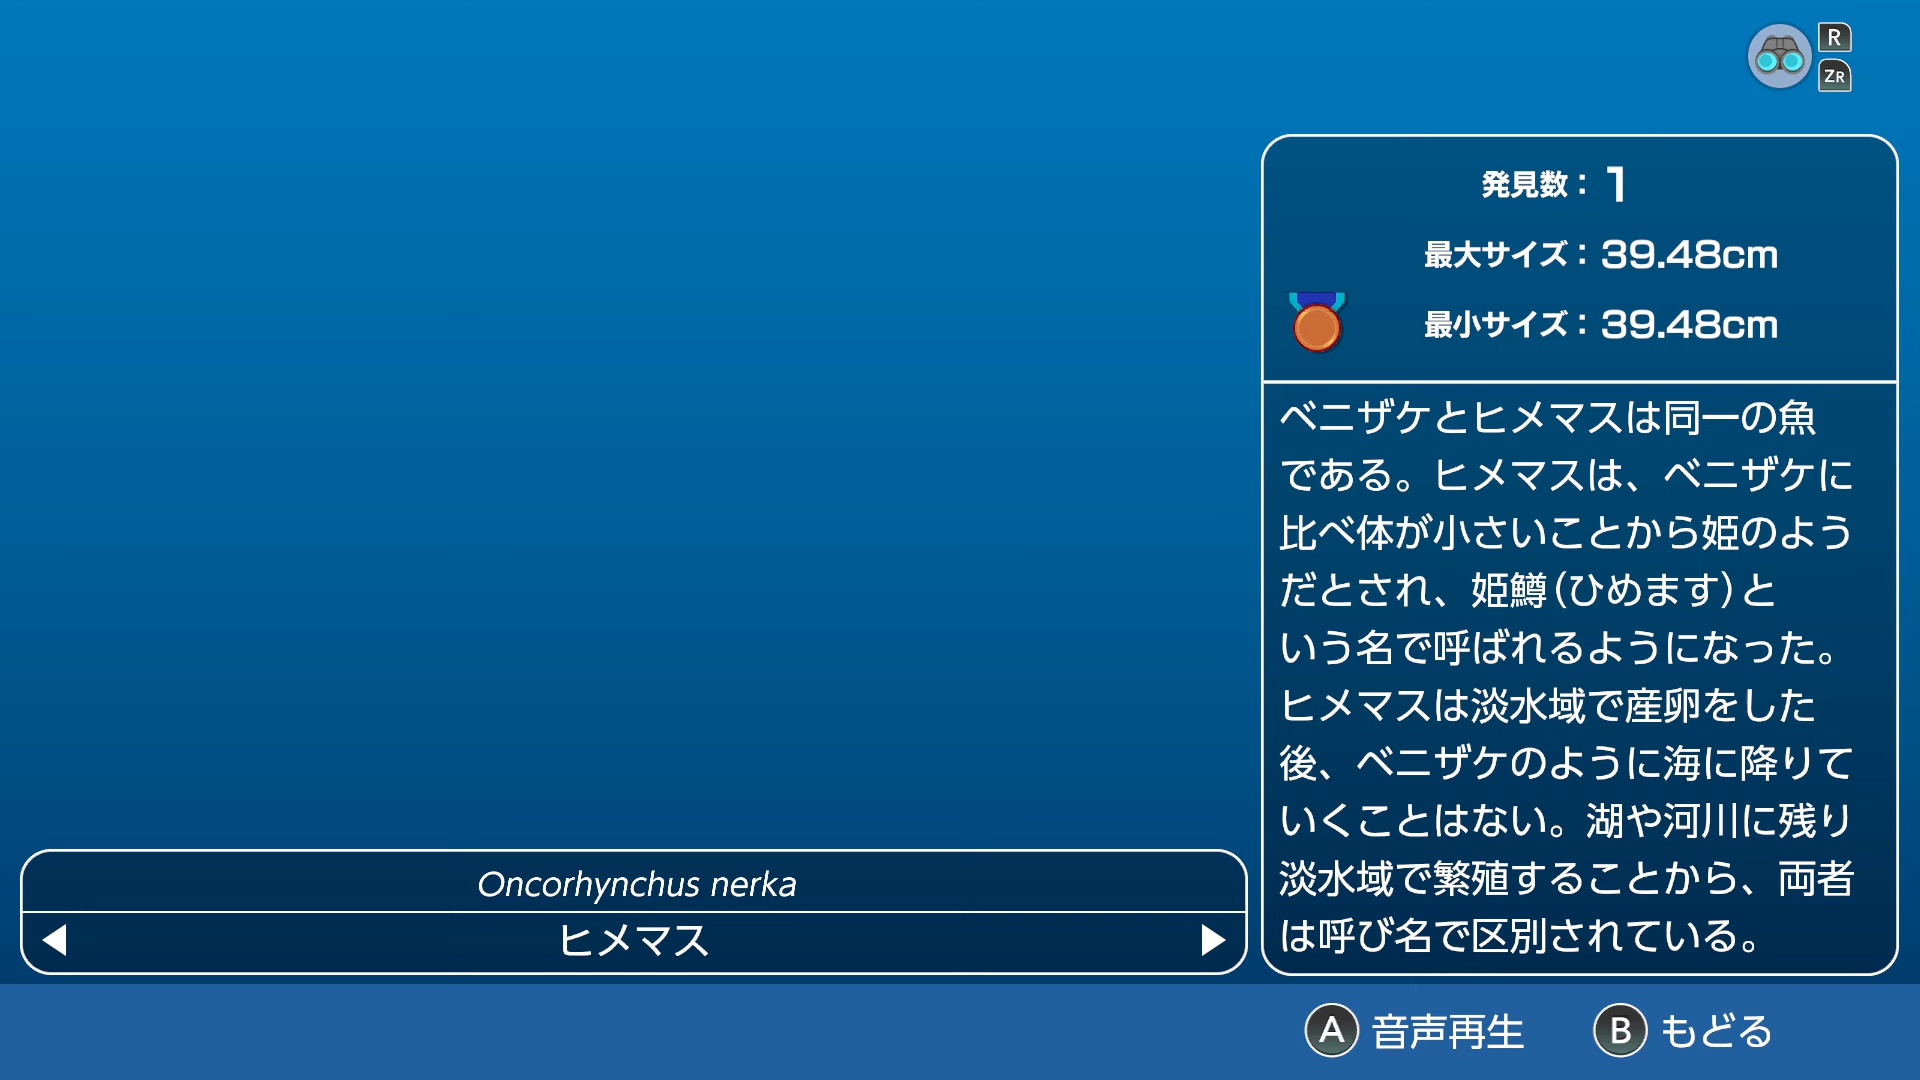 R
ZR
発見数： 1
最大サイズ： 39.48cm
最小サイズ： 39.48cm
ベニザケとヒメマスは同一の魚
である。ヒメマスは、ベニザケに
比べ体が小さいことから姫のよう
だとされ、姫鱒（ひめます）と
いう名で呼ばれるようになった。
ヒメマスは淡水域で産卵をした
後、ベニザケのように海に降りて
いくことはない。湖や河川に残り
淡水域で繁殖することから、両者
は呼び名で区別されている。
Oncorhynchus nerka
ヒメマス
A 音声再生
B もどる